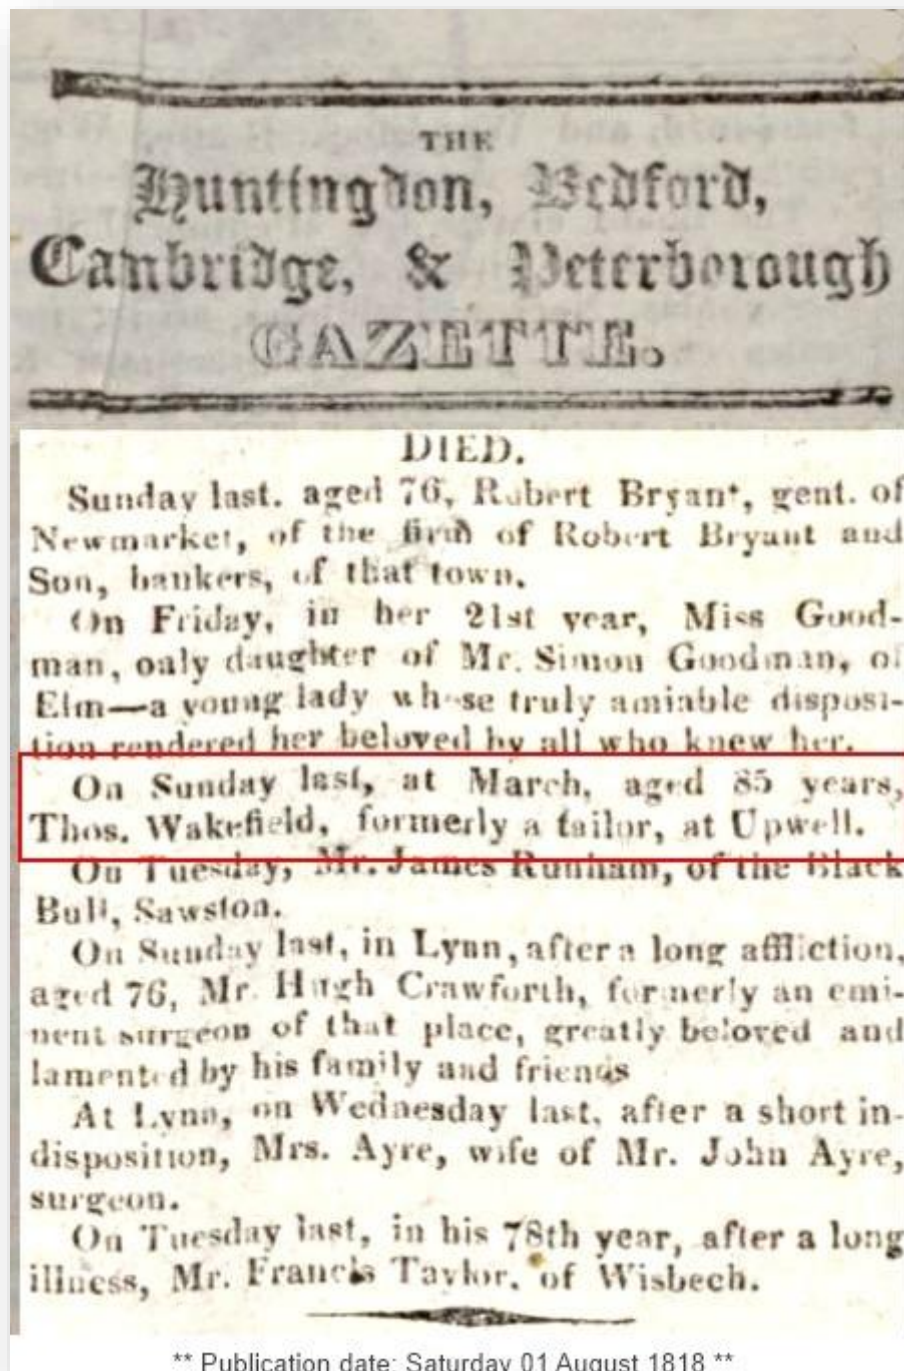 THE
Huntingdon, Bedford,
Cambridge, & Peterborough
GAZETTE.
DIED.
Sunday last, aged 76, Robert Bryant, gent. of
Newmarket, of the firm of Robert Bryant and
Son, bankers, of that town.
On Friday, in her 21st year, Miss Good-
man, only daughter of Mr. Simon Goodman, of
Elm—a young lady whose truly amiable disposi-
tion rendered her beloved by all who knew her.
On Sunday last, at March, aged 85 years,
Thos. Wakefield, formerly a tailor, at Upwell.
On Tuesday, Mr. James Runham, of the Black
Bull, Sawston.
On Sunday last, in Lynn, after a long affliction,
aged 76, Mr. Hugh Crawforth, formerly an emi-
nent surgeon of that place, greatly beloved and
lamented by his family and friends
At Lynn, on Wednesday last, after a short in-
disposition, Mrs. Ayre, wife of Mr. John Ayre,
surgeon.
On Tuesday last, in his 78th year, after a long
illness, Mr. Francis Taylor, of Wisbech.
** Publication date: Saturday 01 August 1818 **